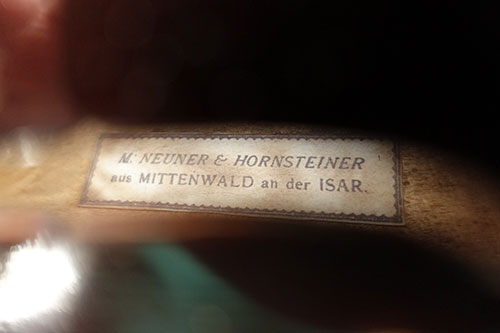 M. NEUNER & HORNSTEINER
aus MITTENWALD an der ISAR.